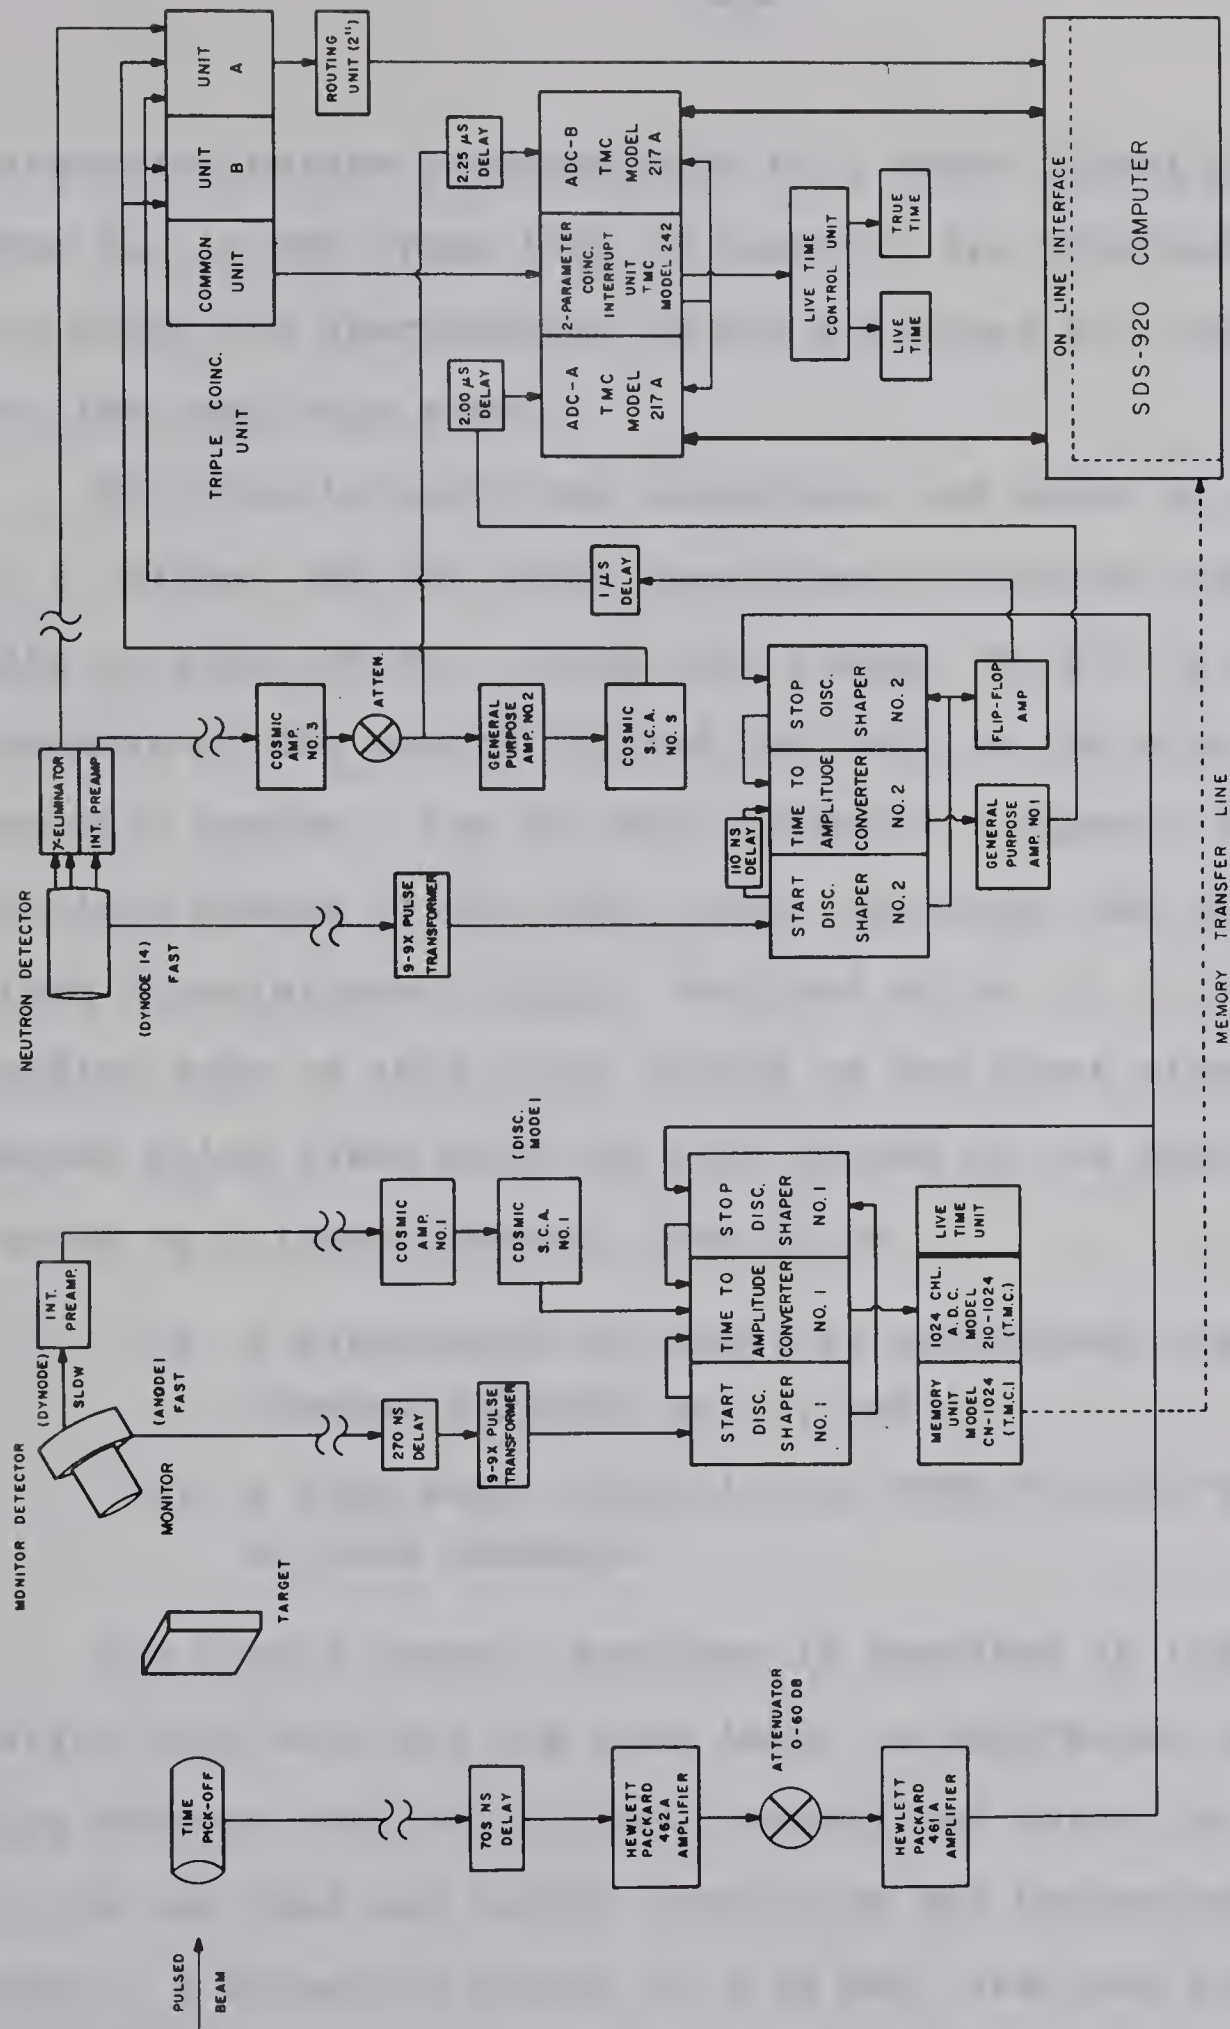 PULSED
BEAM
TIME
PICK-OFF
70S NS
DELAY
HEWLETT
PACKARD
462A
AMPLIFIER
ATTENUATOR
0-60 DB
HEWLETT
PACKARD
461A
AMPLIFIER
TARGET
MONITOR DETECTOR
MONITOR
(DYNODE)
SLOW
INT.
PREAMP.
(ANODE)
FAST
270 NS
DELAY
9-9X PULSE
TRANSFORMER
COSMIC
AMP.
NO. 1
COSMIC
S.C.A.
NO. 1
(DISC.
MODE)
START
DISC.
SHAPER
NO. 1
TIME TO
AMPLITUDE
CONVERTER
NO. 1
STOP
DISC.
SHAPER
NO. 1
MEMORY
UNIT
MODEL
CN-1024
(T.M.C.)
1024 CHL.
A.D.C.
MODEL
210-1024
(T.M.C.)
LIVE
TIME
UNIT
NEUTRON DETECTOR
(DYNODE 14)
FAST
γ-ELIMINATOR
INT. PREAMP
9-9X PULSE
TRANSFORMER
COSMIC
AMP.
NO. 3
ATTEN.
GENERAL
PURPOSE
AMP. NO. 2
COSMIC
S.C.A.
NO. S
1 μS
DELAY
110 NS
DELAY
START
DISC.
SHAPER
NO. 2
TIME TO
AMPLITUDE
CONVERTER
NO. 2
STOP
DISC.
SHAPER
NO. 2
GENERAL
PURPOSE
AMP. NO 1
FLIP-FLOP
AMP
MEMORY TRANSFER LINE
TRIPLE COINC.
UNIT
COMMON
UNIT
UNIT
B
UNIT
A
ROUTING
UNIT (2")
2.00 μS
DELAY
2.25 μS
DELAY
ADC-A
TMC
MODEL
217 A
2-PARAMETER
COINC.
INTERRUPT
UNIT
TMC
MODEL 242
ADC-B
TMC
MODEL
217 A
LIVE TIME
CONTROL UNIT
LIVE
TIME
TRUE
TIME
ON LINE INTERFACE
SDS-920 COMPUTER